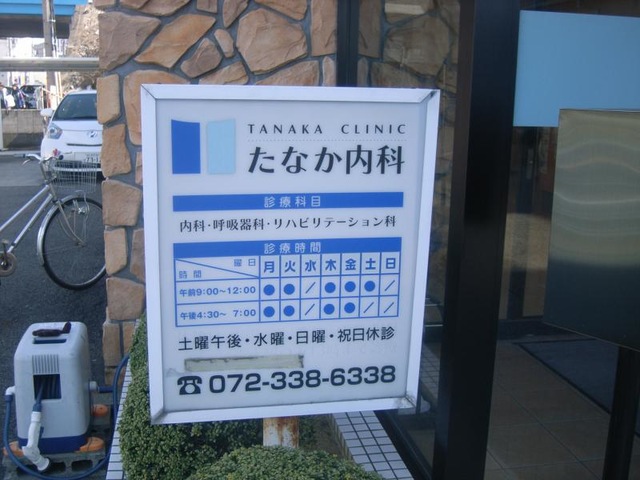 TANAKA CLINIC
たなか内科
診療科目
内科・呼吸器科・リハビリテーション科
診療時間
曜日 時間 月 火 水 木 金 土 日
午前9:00～12:00 ● ● ／ ● ● ● ／
午後4:30～ 7:00 ● ● ／ ● ● ／ ／
土曜午後・水曜・日曜・祝日休診
☎072-338-6338